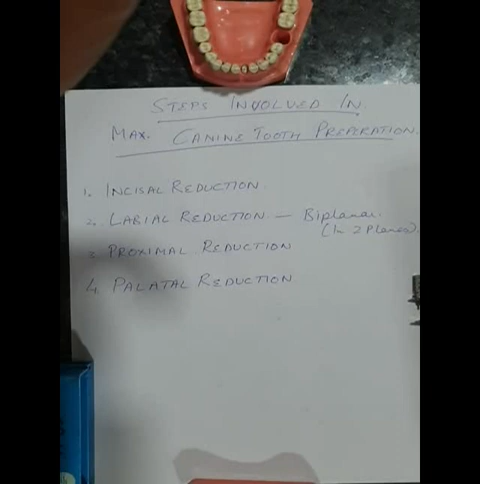 STEPS INVOLVED IN
MAX. CANINE TOOTH PREPERATION
1. INCISAL REDUCTION
2. LABIAL REDUCTION — Biplanar
(In 2 Planes)
3. PROXIMAL REDUCTION
4. PALATAL REDUCTION